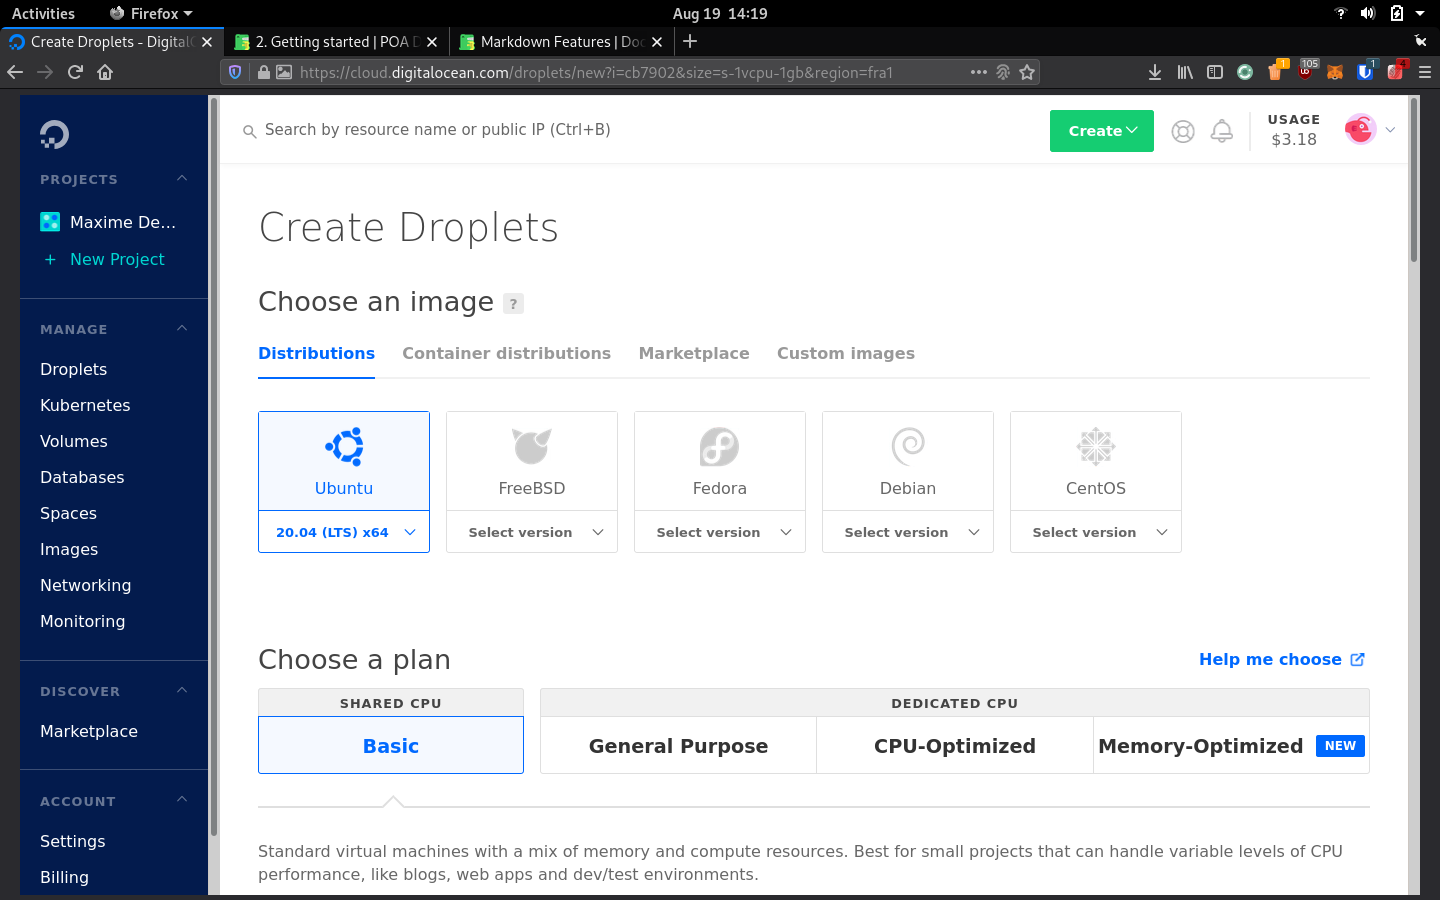 Activities
Firefox
Aug 19 14:19
Create Droplets - Digital
2. Getting started | POA D
Markdown Features | Doc
https://cloud.digitalocean.com/droplets/new?i=cb7902&size=s-1vcpu-1gb&region=fra1
1
105
1
4
Search by resource name or public IP (Ctrl+B)
Create
USAGE
$3.18
PROJECTS
Maxime De...
+ New Project
MANAGE
Droplets
Kubernetes
Volumes
Databases
Spaces
Images
Networking
Monitoring
DISCOVER
Marketplace
ACCOUNT
Settings
Billing
Create Droplets
Choose an image ?
Distributions
Container distributions
Marketplace
Custom images
Ubuntu
FreeBSD
Fedora
Debian
CentOS
20.04 (LTS) x64
Select version
Select version
Select version
Select version
Choose a plan
Help me choose
SHARED CPU
DEDICATED CPU
Basic
General Purpose
CPU-Optimized
Memory-Optimized
NEW
Standard virtual machines with a mix of memory and compute resources. Best for small projects that can handle variable levels of CPU
performance, like blogs, web apps and dev/test environments.